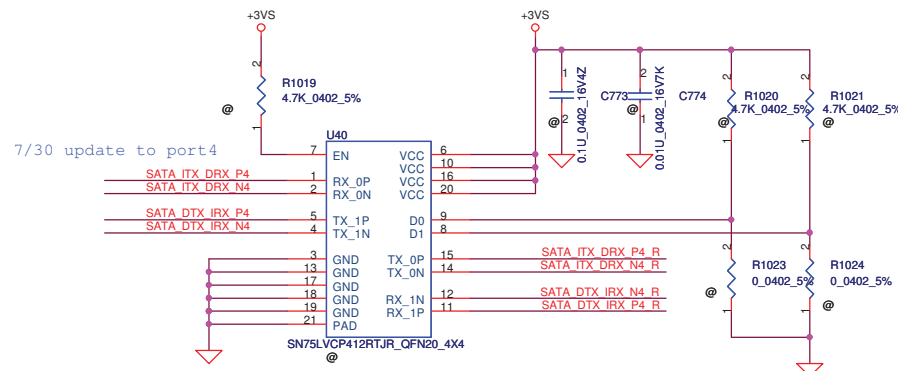 +3VS
+3VS
2
R1019
4.7K_0402_5%
@
1
1
C773
@
2
0.1U_0402_16V4Z
2
C774
@
1
0.01U_0402_16V7K
2
R1020
4.7K_0402_5%
@
1
2
R1021
4.7K_0402_5%
@
1
7/30 update to port4
U40
7 EN
VCC 6
VCC 10
VCC 16
VCC 20
SATA_ITX_DRX_P4 1 RX_0P
SATA_ITX_DRX_N4 2 RX_0N
SATA_DTX_IRX_P4 5 TX_1P
SATA_DTX_IRX_N4 4 TX_1N
D0 9
D1 8
3 GND
13 GND
17 GND
18 GND
19 GND
21 PAD
TX_0P 15 SATA_ITX_DRX_P4_R
TX_0N 14 SATA_ITX_DRX_N4_R
RX_1N 12 SATA_DTX_IRX_N4_R
RX_1P 11 SATA_DTX_IRX_P4_R
2
R1023
0_0402_5%
@
1
2
R1024
0_0402_5%
@
1
SN75LVCP412RTJR_QFN20_4X4
@